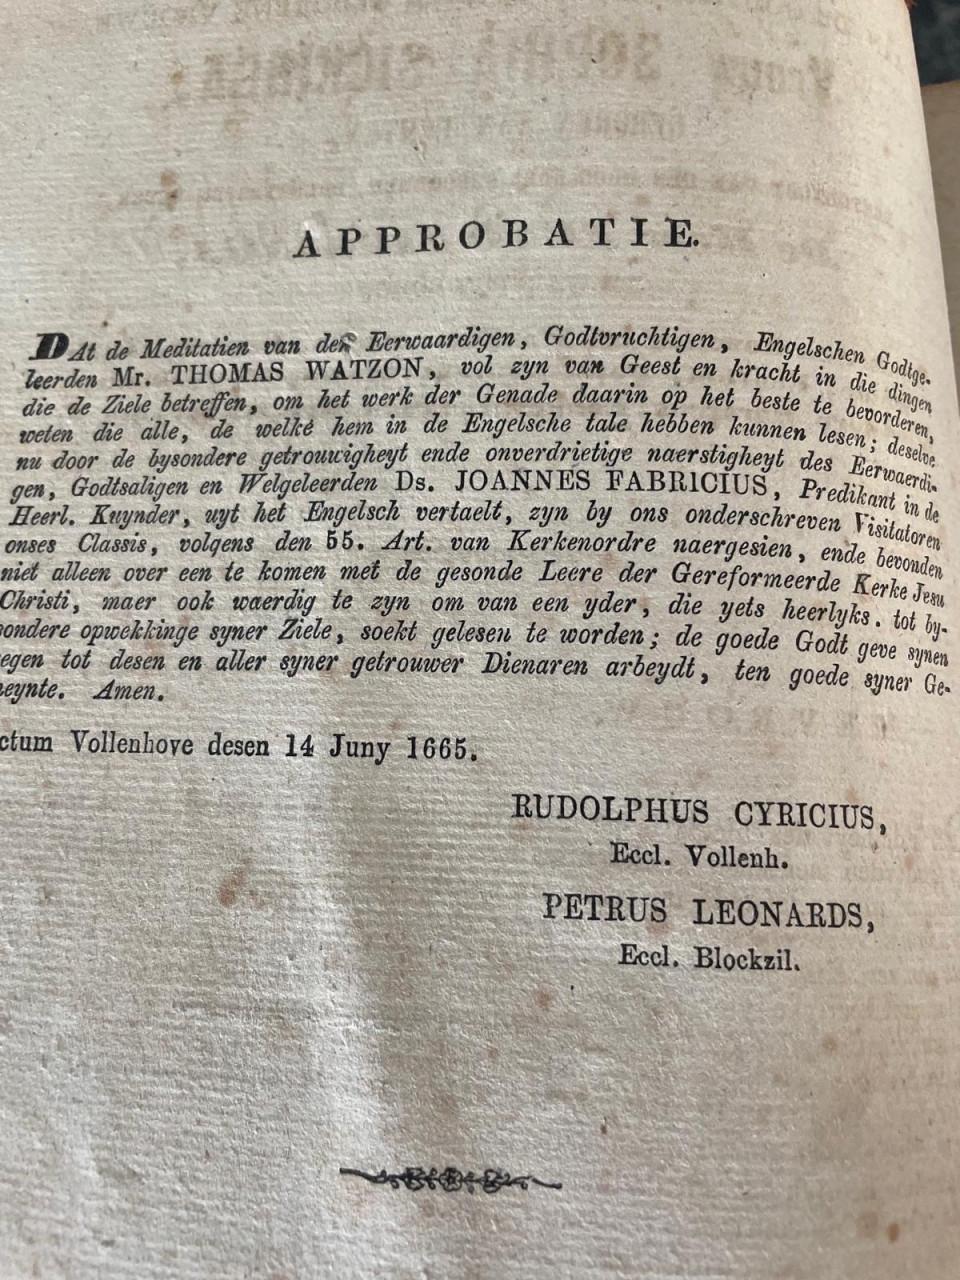 APPROBATIE.
DAt de Meditatien van des Eerwaardigen, Godtvruchtigen, Engelschen Godtge-
leerden Mr. THOMAS WATZON, vol zyn van Geest en kracht in die dingen
die de Ziele betreffen, om het werk der Genade daarin op het beste te bevorderen,
weten die alle, de welke hem in de Engelsche tale hebben kunnen lesen; deselve
nu door de bysondere getrouwigheyt ende onverdrietige naerstigheyt des Eerwaerdi-
gen, Godtsaligen en Welgeleerden Ds. JOANNES FABRICIUS, Predikant in de
Heerl. Kuynder, uyt het Engelsch vertaelt, zyn by ons onderschreven Visitatoren
onses Classis, volgens den 55. Art. van Kerkenordre naergesien, ende bevonden
niet alleen over een te komen met de gesonde Leere der Gereformeerde Kerke Jesu
Christi, maer ook waerdig te zyn om van een yder, die yets heerlyks. tot by-
ondere opwekkinge syner Ziele, soekt gelesen te worden; de goede Godt geve synen
egen tot desen en aller syner getrouwer Dienaren arbeydt, ten goede syner Ge-
eynte. Amen.
ctum Vollenhove desen 14 Juny 1665.
RUDOLPHUS CYRICIUS,
Eccl. Vollenh.
PETRUS LEONARDS,
Eccl. Blockzil.